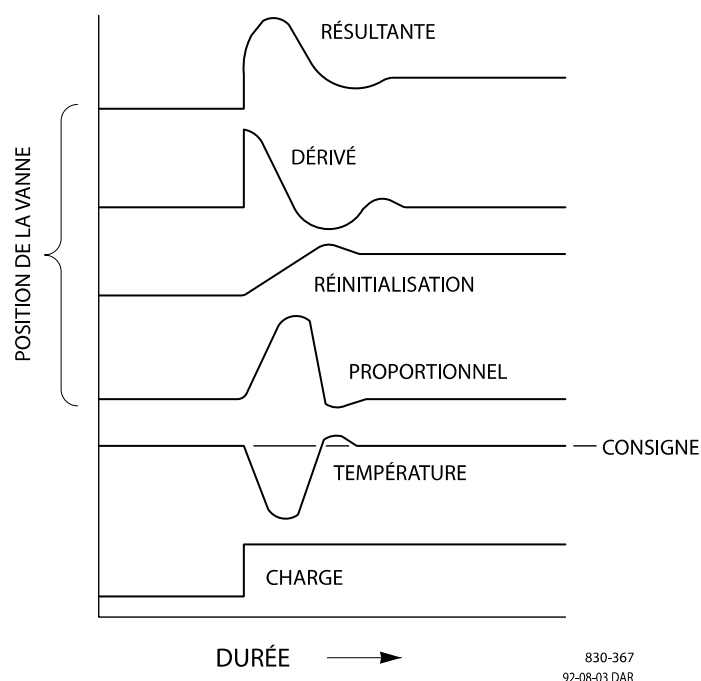 RÉSULTANTE
DÉRIVÉ
POSITION DE LA VANNE
RÉINITIALISATION
PROPORTIONNEL
CONSIGNE
TEMPÉRATURE
CHARGE
DURÉE
830-367
92-08-03 DAR